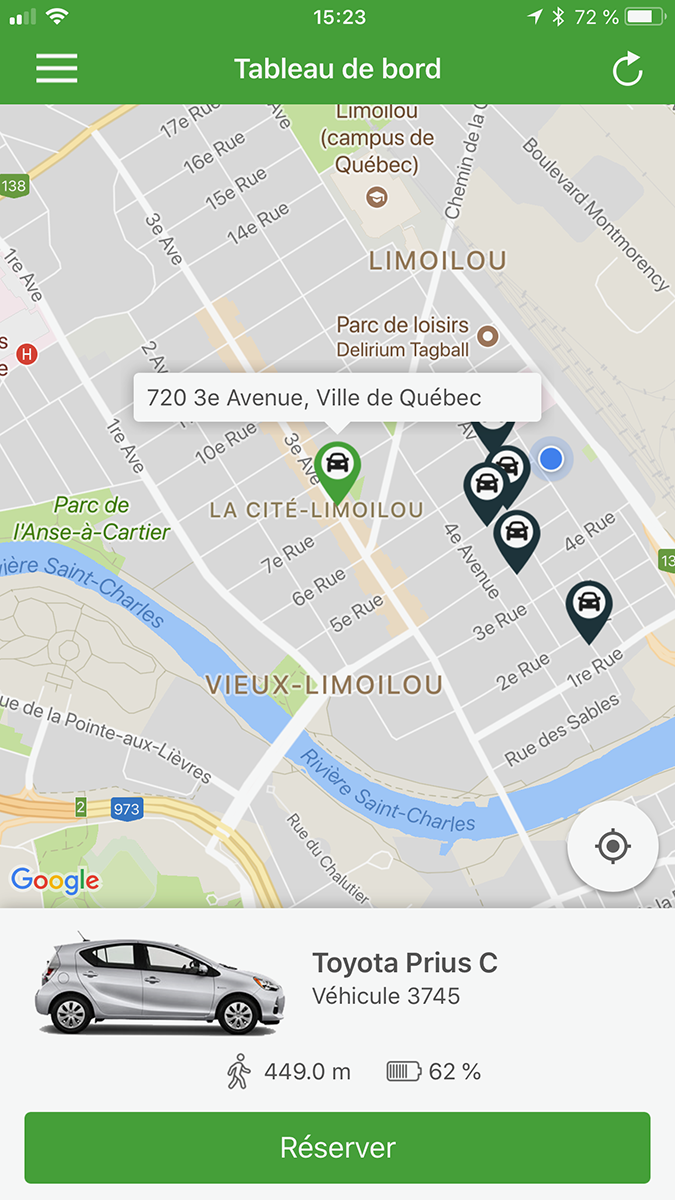 15:23
72 %
Tableau de bord
17e Rue
Ave
Limoilou
(campus de
Québec)
16e Rue
138
15e Rue
Chemin de la C
Boulevard Montmorency
14e Rue
3e Ave
1re Ave
LIMOILOU
Parc de loisirs
Delirium Tagball
s
H
e
2 Av
720 3e Avenue, Ville de Québec
1re Ave
10e Rue
3e Ave
Av
Parc de
l'Anse-à-Cartier
LA CITÉ-LIMOILOU
4e Rue
7e Rue
4e Avenue
13
ière Saint-Charles
6e Rue
5e Rue
3e Rue
2e Rue
1re Rue
VIEUX-LIMOILOU
ue de la Pointe-aux-Lièvres
Rue des Sables
Rivière Saint-Charles
2
973
Rue du Chalutier
Google
la
Toyota Prius C
Véhicule 3745
449.0 m
62 %
Réserver